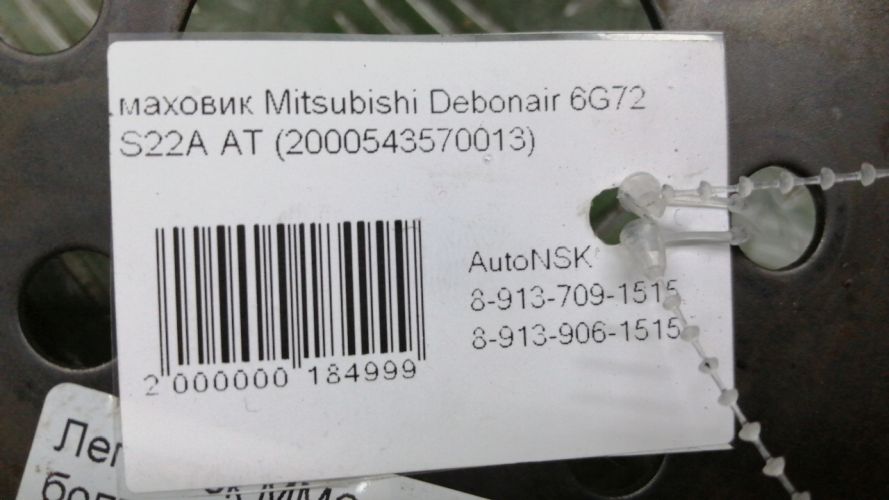 маховик Mitsubishi Debonair 6G72
S22A AT (2000543570013)
AutoNSK
8-913-709-1515
8-913-906-1515
2 000000 184999